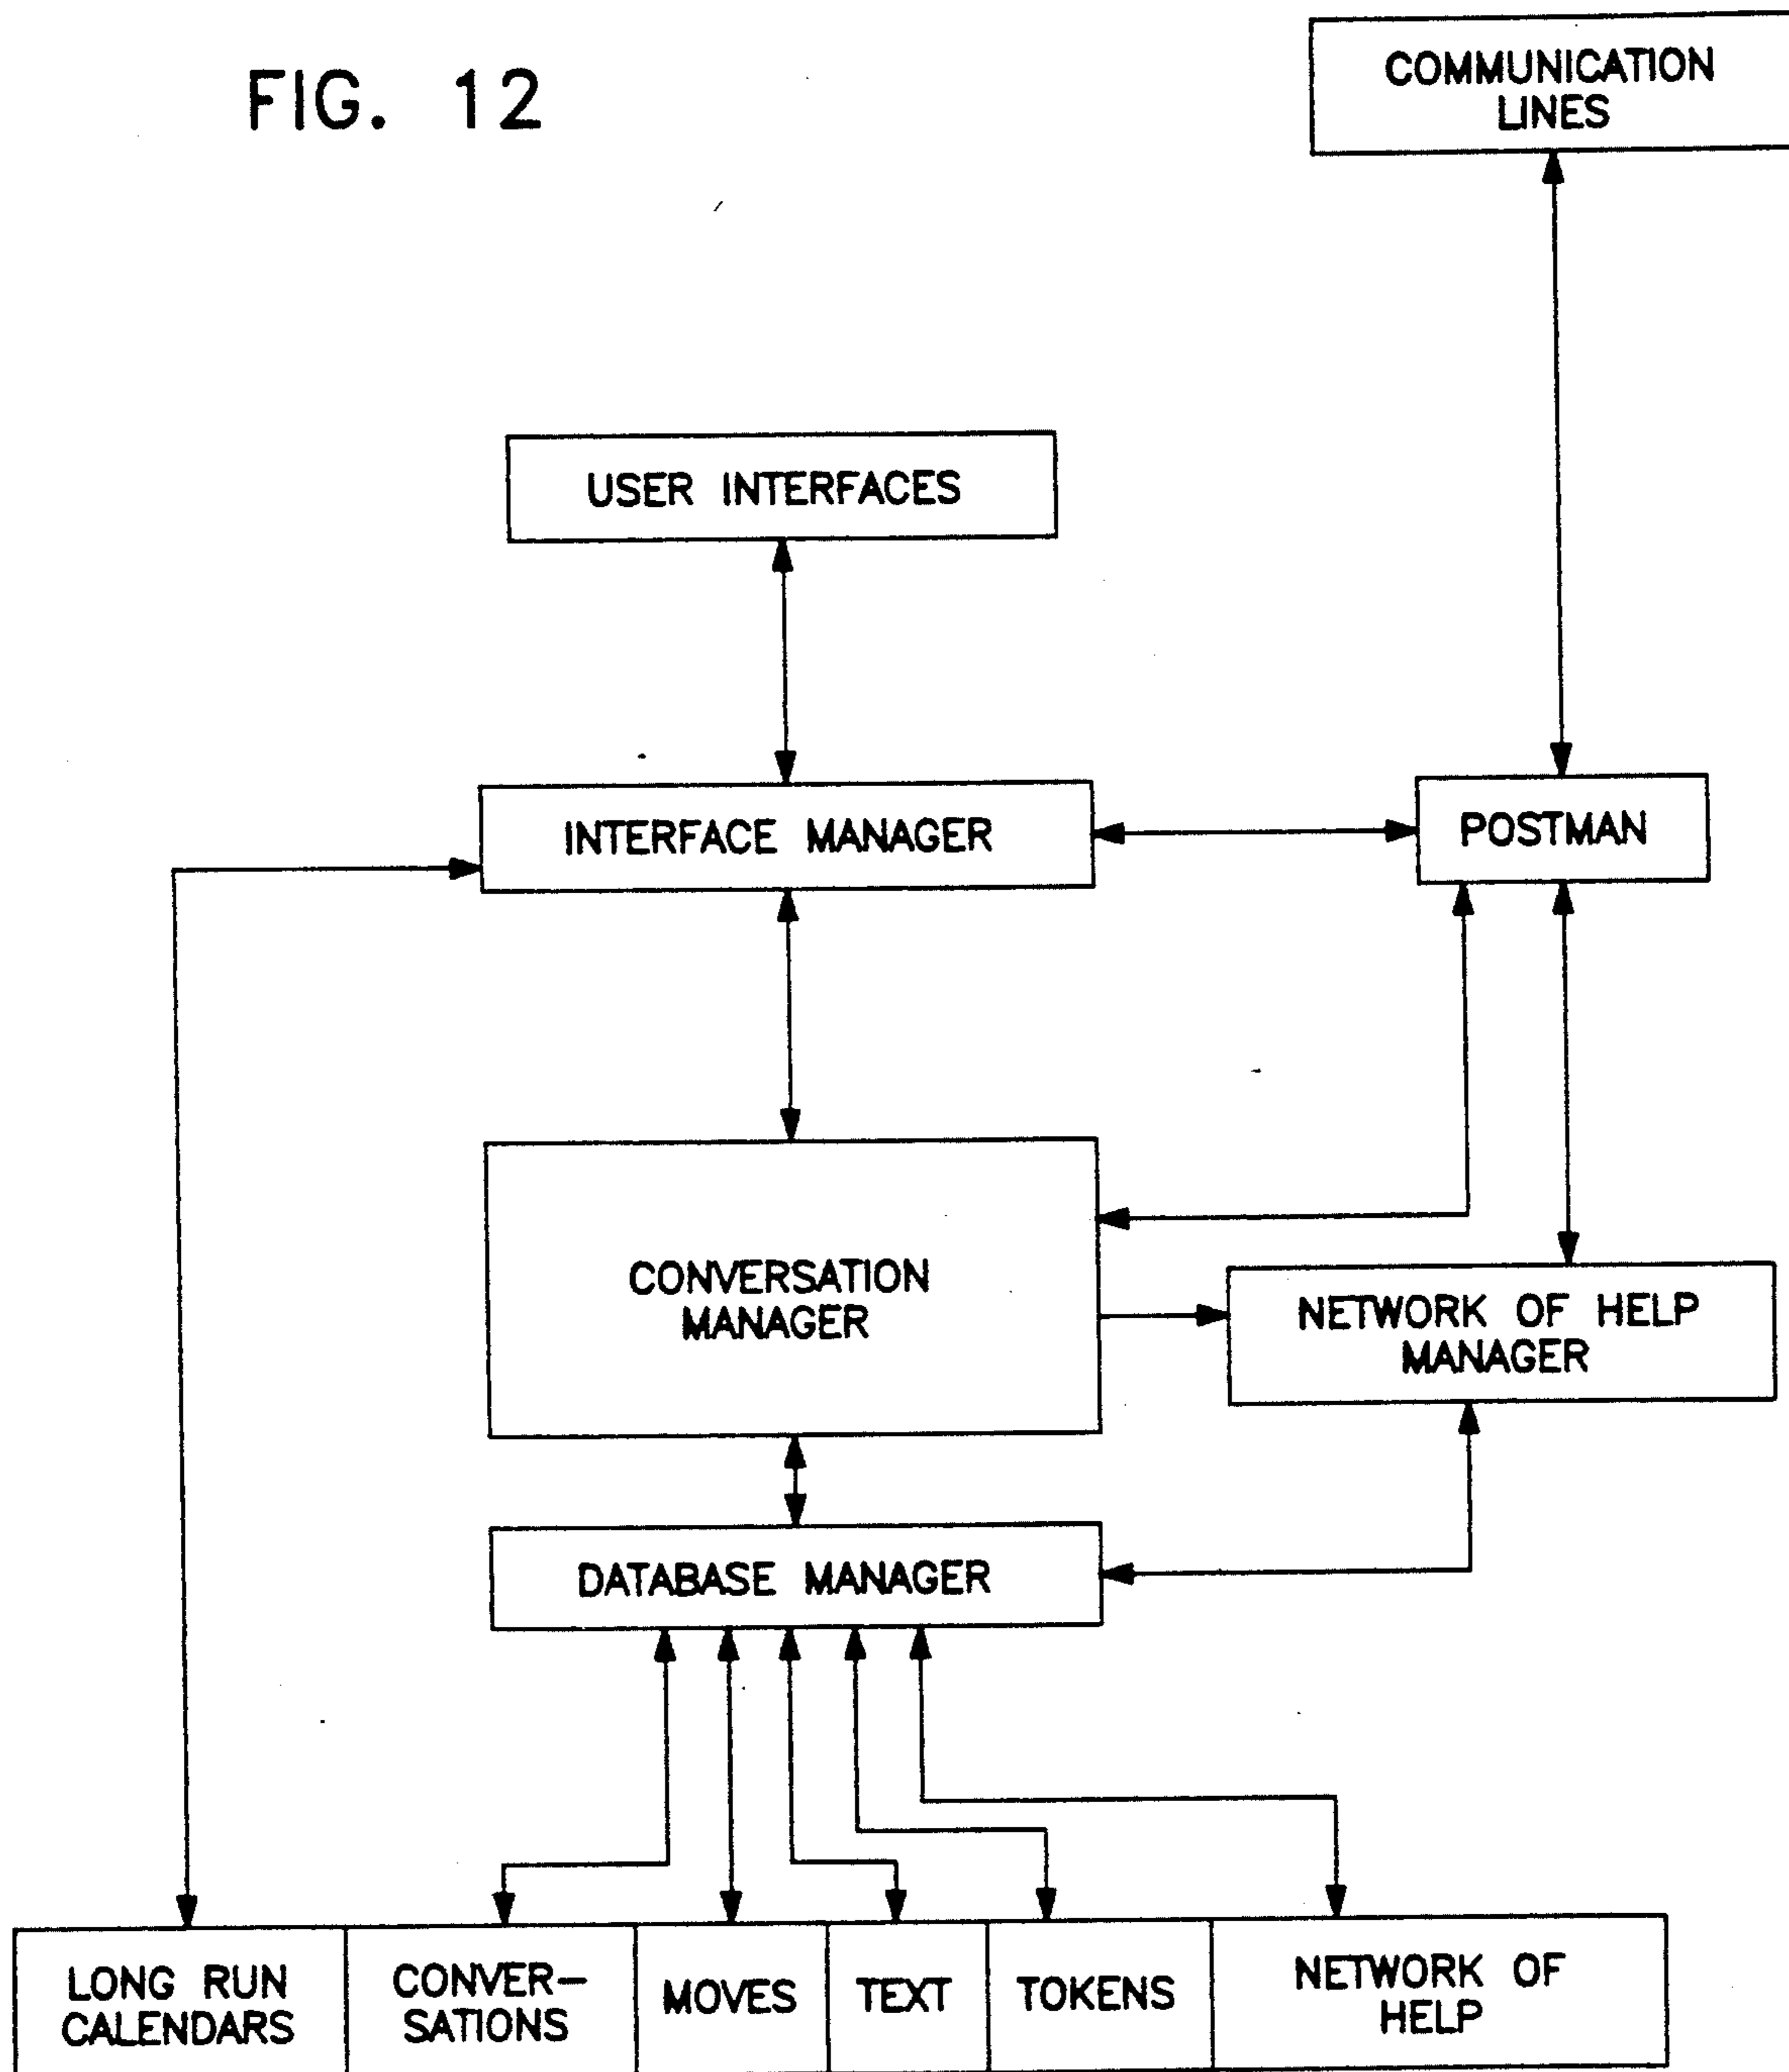 FIG. 12
COMMUNICATION
LINES
USER INTERFACES
INTERFACE MANAGER
POSTMAN
CONVERSATION
MANAGER
NETWORK OF HELP
MANAGER
DATABASE MANAGER
LONG RUN
CALENDARS
CONVER-
SATIONS
MOVES
TEXT
TOKENS
NETWORK OF
HELP